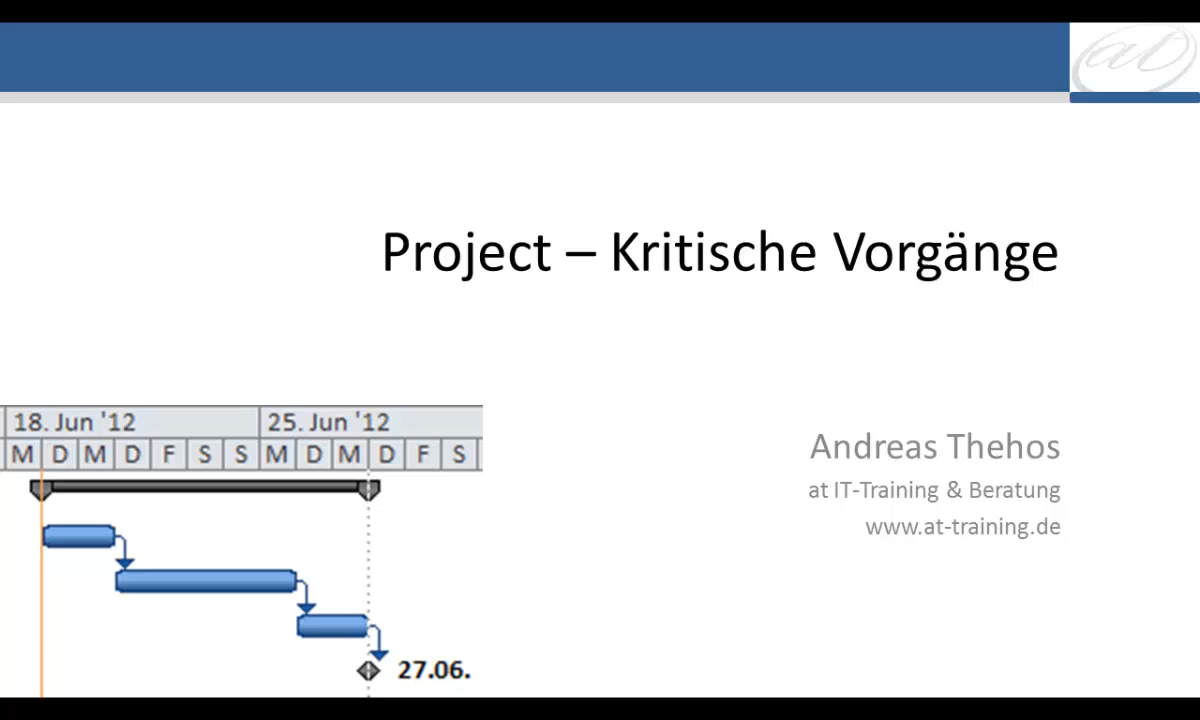 Project – Kritische Vorgänge
18. Jun '12 25. Jun '12
M D M D F S S M D M D F S
Andreas Thehos
at IT-Training & Beratung
www.at-training.de
27.06.